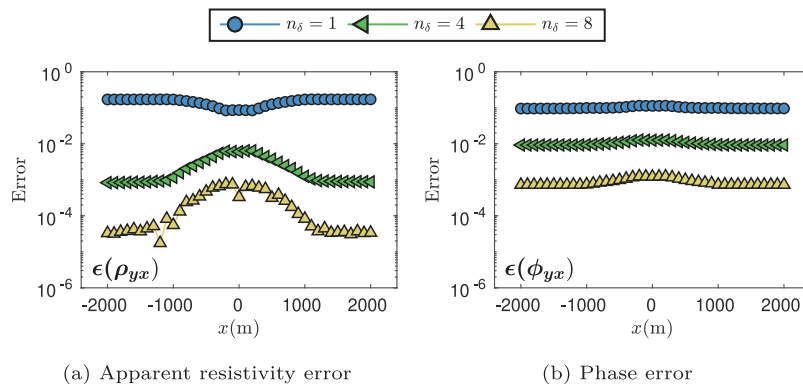 n_δ = 1 n_δ = 4 n_δ = 8
10^0
10^-2
10^-4
10^-6
Error
ϵ(ρ_yx)
-2000 -1000 0 1000 2000
x(m)
(a) Apparent resistivity error
10^0
10^-2
10^-4
10^-6
Error
ϵ(ϕ_yx)
-2000 -1000 0 1000 2000
x(m)
(b) Phase error